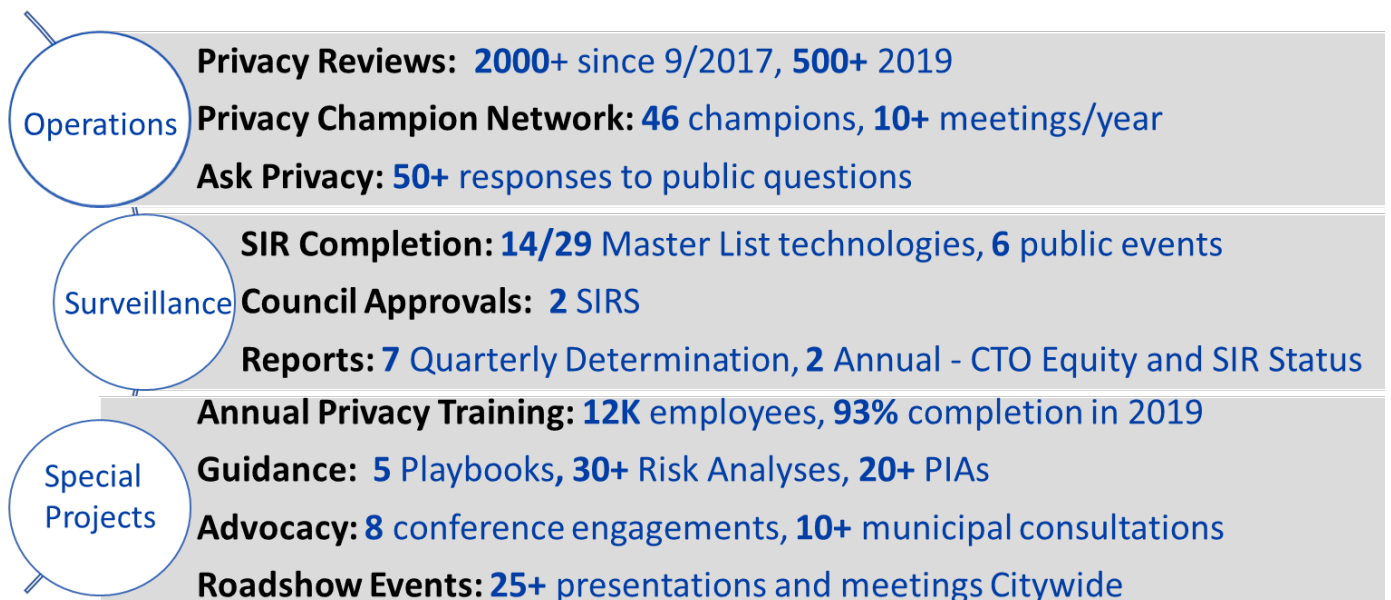 Operations
Privacy Reviews: 2000+ since 9/2017, 500+ 2019
Privacy Champion Network: 46 champions, 10+ meetings/year
Ask Privacy: 50+ responses to public questions
Surveillance
SIR Completion: 14/29 Master List technologies, 6 public events
Council Approvals: 2 SIRS
Reports: 7 Quarterly Determination, 2 Annual - CTO Equity and SIR Status
Special
Projects
Annual Privacy Training: 12K employees, 93% completion in 2019
Guidance: 5 Playbooks, 30+ Risk Analyses, 20+ PIAs
Advocacy: 8 conference engagements, 10+ municipal consultations
Roadshow Events: 25+ presentations and meetings Citywide